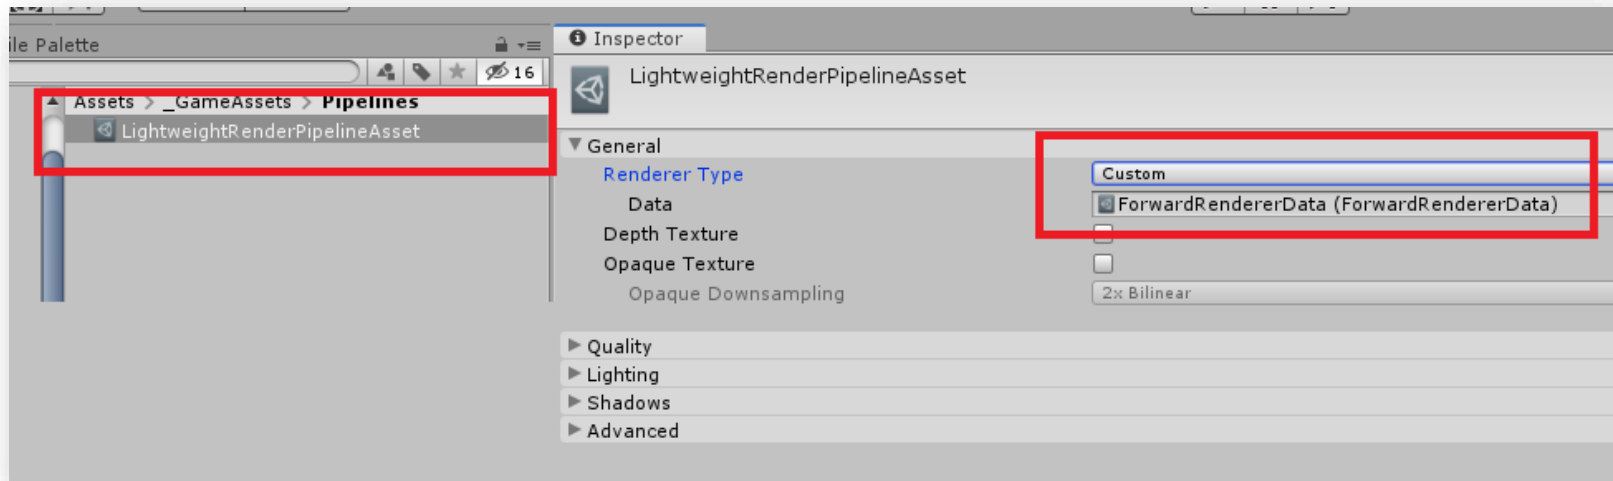 ile Palette
16
Assets > _GameAssets > Pipelines
LightweightRenderPipelineAsset
Inspector
LightweightRenderPipelineAsset
General
Renderer Type
Custom
Data
ForwardRendererData (ForwardRendererData)
Depth Texture
Opaque Texture
Opaque Downsampling
2x Bilinear
Quality
Lighting
Shadows
Advanced